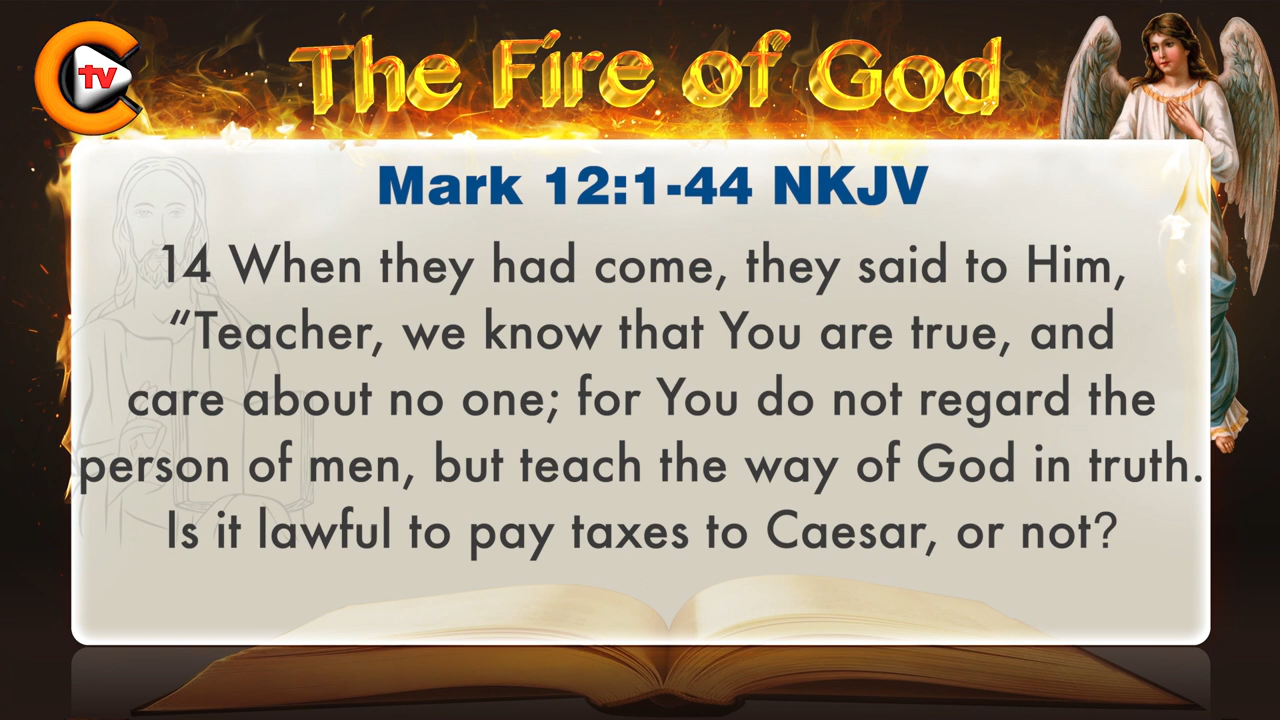 tv
The Fire of God
Mark 12:1-44 NKJV
14 When they had come, they said to Him,
“Teacher, we know that You are true, and
care about no one; for You do not regard the
person of men, but teach the way of God in truth.
Is it lawful to pay taxes to Caesar, or not?